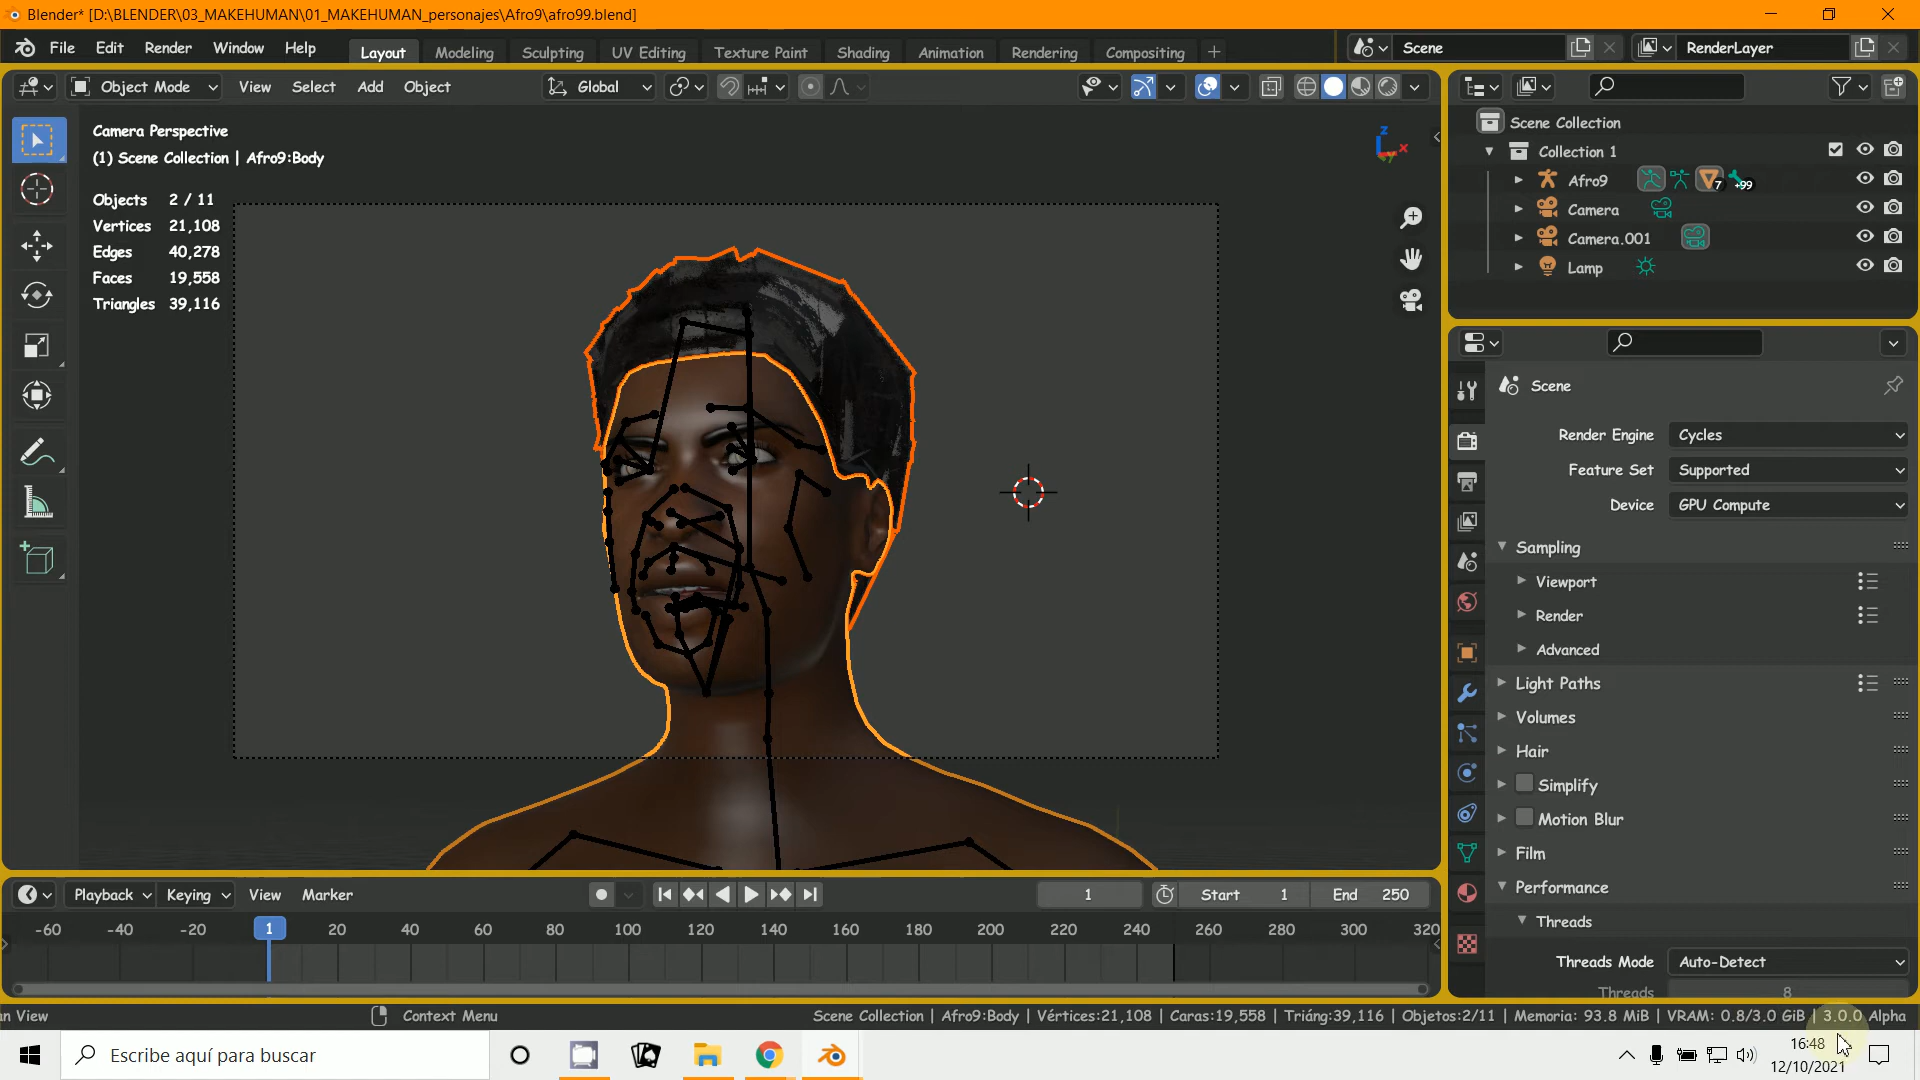 Blender* [D:\BLENDER\03_MAKEHUMAN\01_MAKEHUMAN_personajes\Afro9\afro99.blend]
File Edit Render Window Help Layout Modeling Sculpting UV Editing Texture Paint Shading Animation Rendering Compositing Scene RenderLayer
Object Mode View Select Add Object Global
Camera Perspective
(1) Scene Collection | Afro9:Body
Objects 2 / 11
Vertices 21,108
Edges 40,278
Faces 19,558
Triangles 39,116
Z
X
Scene Collection
Collection 1
Afro9 7 +99
Camera
Camera.001
Lamp
Scene
Render Engine Cycles
Feature Set Supported
Device GPU Compute
Sampling
Viewport
Render
Advanced
Light Paths
Volumes
Hair
Simplify
Motion Blur
Film
Performance
Threads
Threads Mode Auto-Detect
Threads 8
Playback Keying View Marker 1 Start 1 End 250
-60 -40 -20 1 20 40 60 80 100 120 140 160 180 200 220 240 260 280 300 320
an View Context Menu Scene Collection | Afro9:Body | Vértices:21,108 | Caras:19,558 | Triáng:39,116 | Objetos:2/11 | Memoria: 93.8 MiB | VRAM: 0.8/3.0 GiB | 3.0.0 Alpha
Escribe aquí para buscar
16:48
12/10/2021